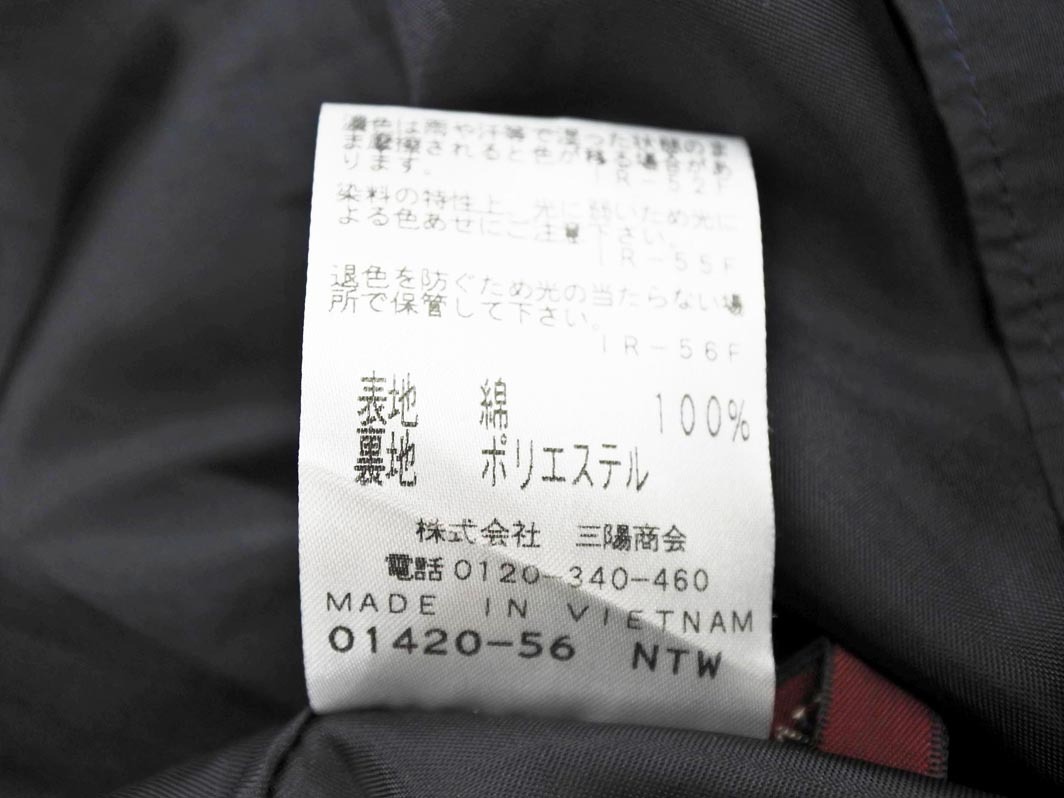 濃色は雨や汗等で湿った状態のま
ま摩擦されると色が移る場合があ
ります。 IR-52F
染料の特性上、光に弱いため光に
よる色あせにご注意下さい。
IR-55F
退色を防ぐため光の当たらない場
所で保管して下さい。
IR-56F
表地 綿 100%
裏地 ポリエステル
株式会社 三陽商会
電話0120-340-460
MADE IN VIETNAM
01420-56 NTW